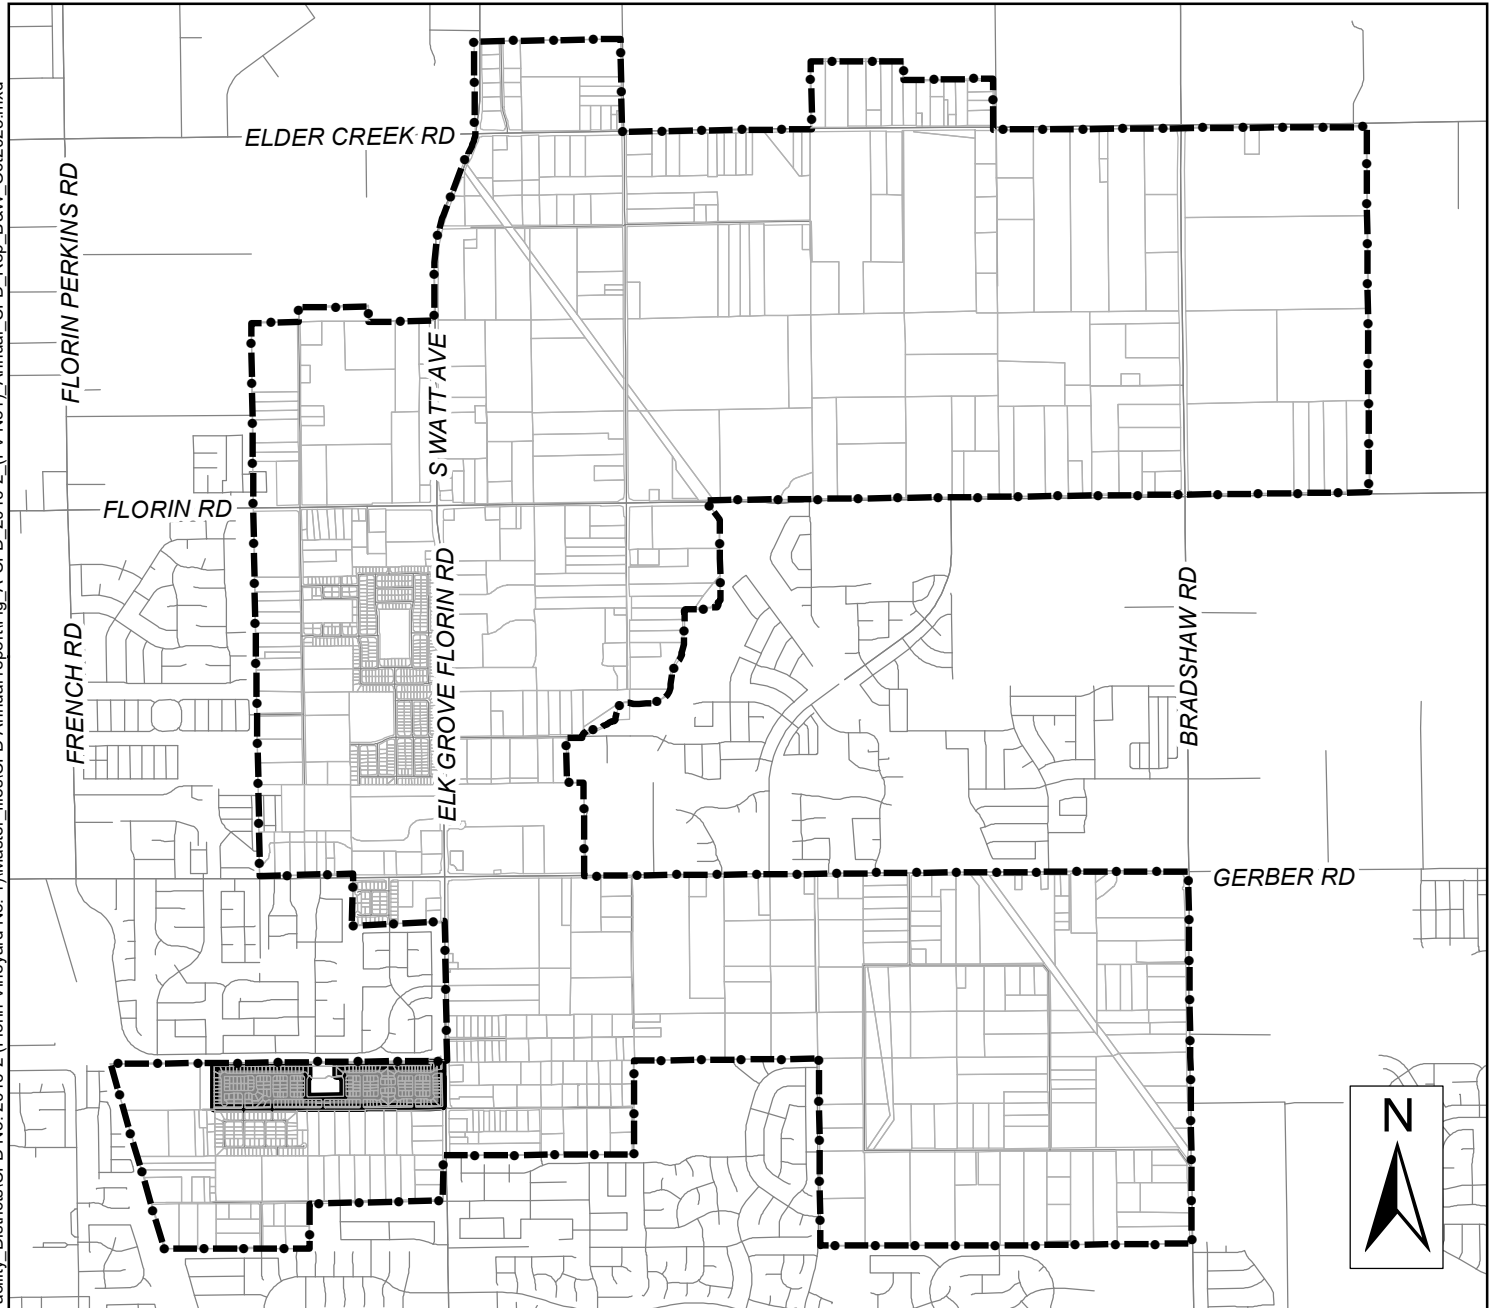 ELDER CREEK RD
FLORIN PERKINS RD
S WATT AVE
FLORIN RD
ELK GROVE FLORIN RD
FRENCH RD
BRADSHAW RD
GERBER RD
N